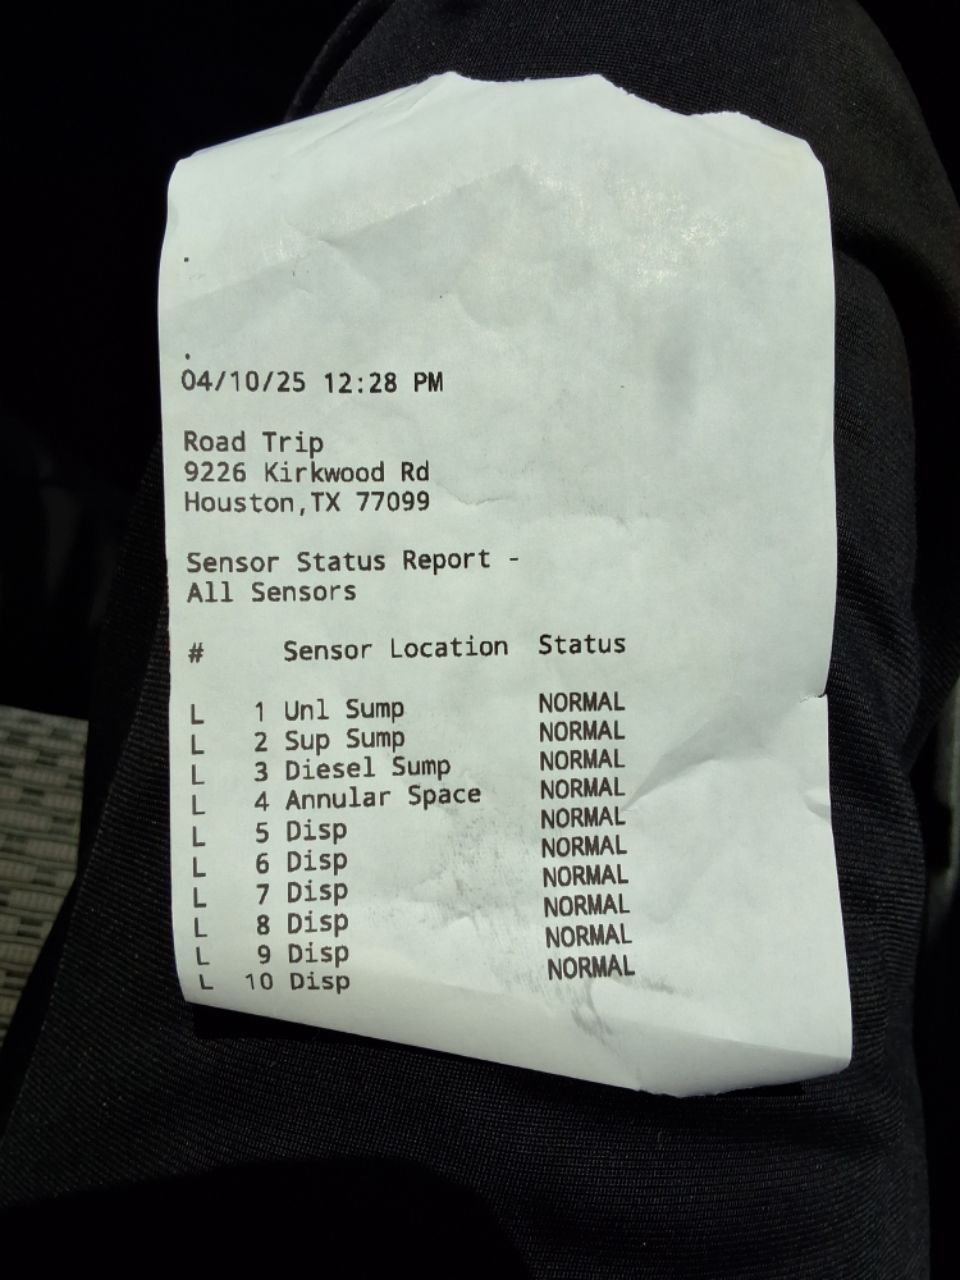 04/10/25 12:28 PM
Road Trip
9226 Kirkwood Rd
Houston,TX 77099
Sensor Status Report -
All Sensors
# Sensor Location Status
L 1 Unl Sump NORMAL
L 2 Sup Sump NORMAL
L 3 Diesel Sump NORMAL
L 4 Annular Space NORMAL
L 5 Disp NORMAL
L 6 Disp NORMAL
L 7 Disp NORMAL
L 8 Disp NORMAL
L 9 Disp NORMAL
L 10 Disp NORMAL